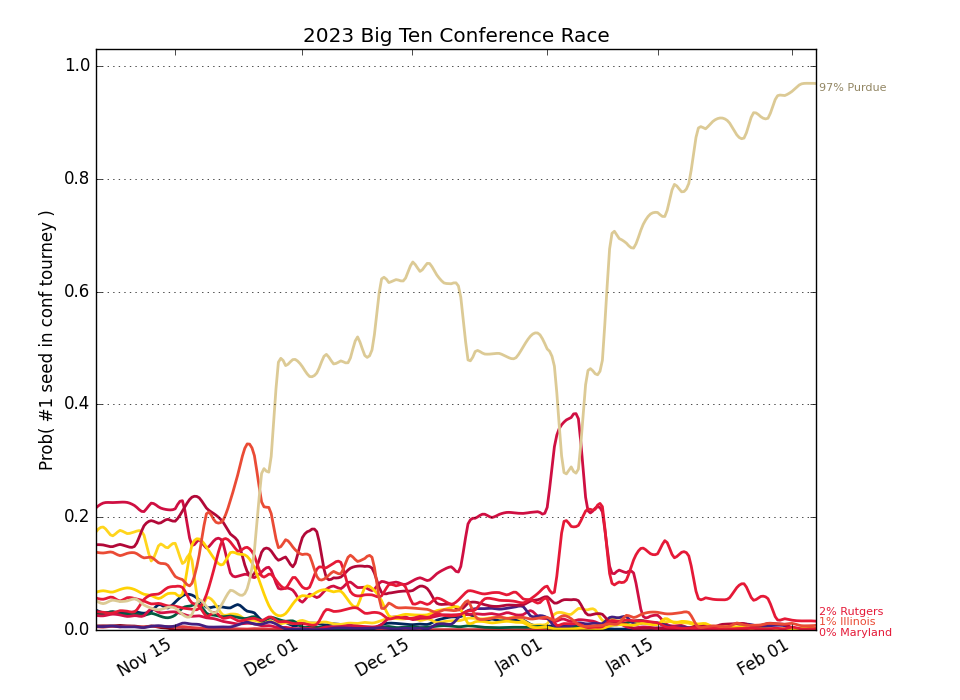 2023 Big Ten Conference Race
Prob( #1 seed in conf tourney )
1.0
0.8
0.6
0.4
0.2
0.0
97% Purdue
2% Rutgers
1% Illinois
0% Maryland
Nov 15
Dec 01
Dec 15
Jan 01
Jan 15
Feb 01